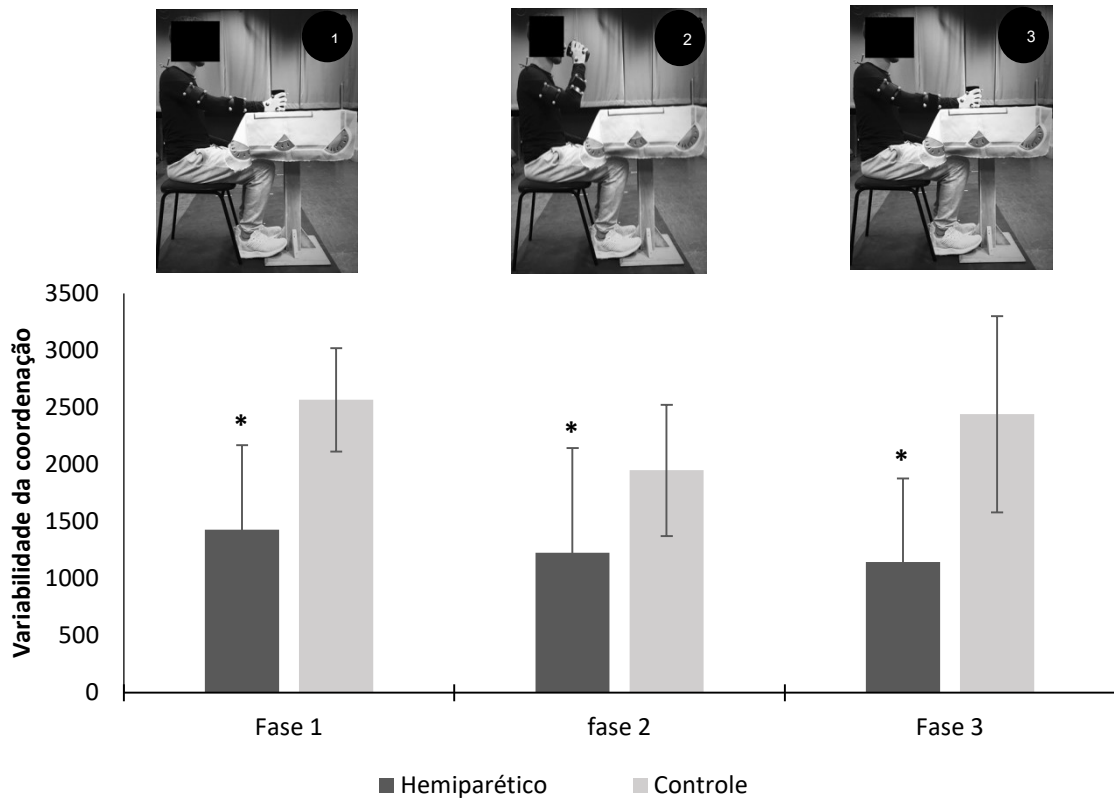 1
2
3
Variabilidade da coordenação
3500
3000
2500
2000
1500
1000
500
0
*
*
*
Fase 1
fase 2
Fase 3
Hemiparético
Controle